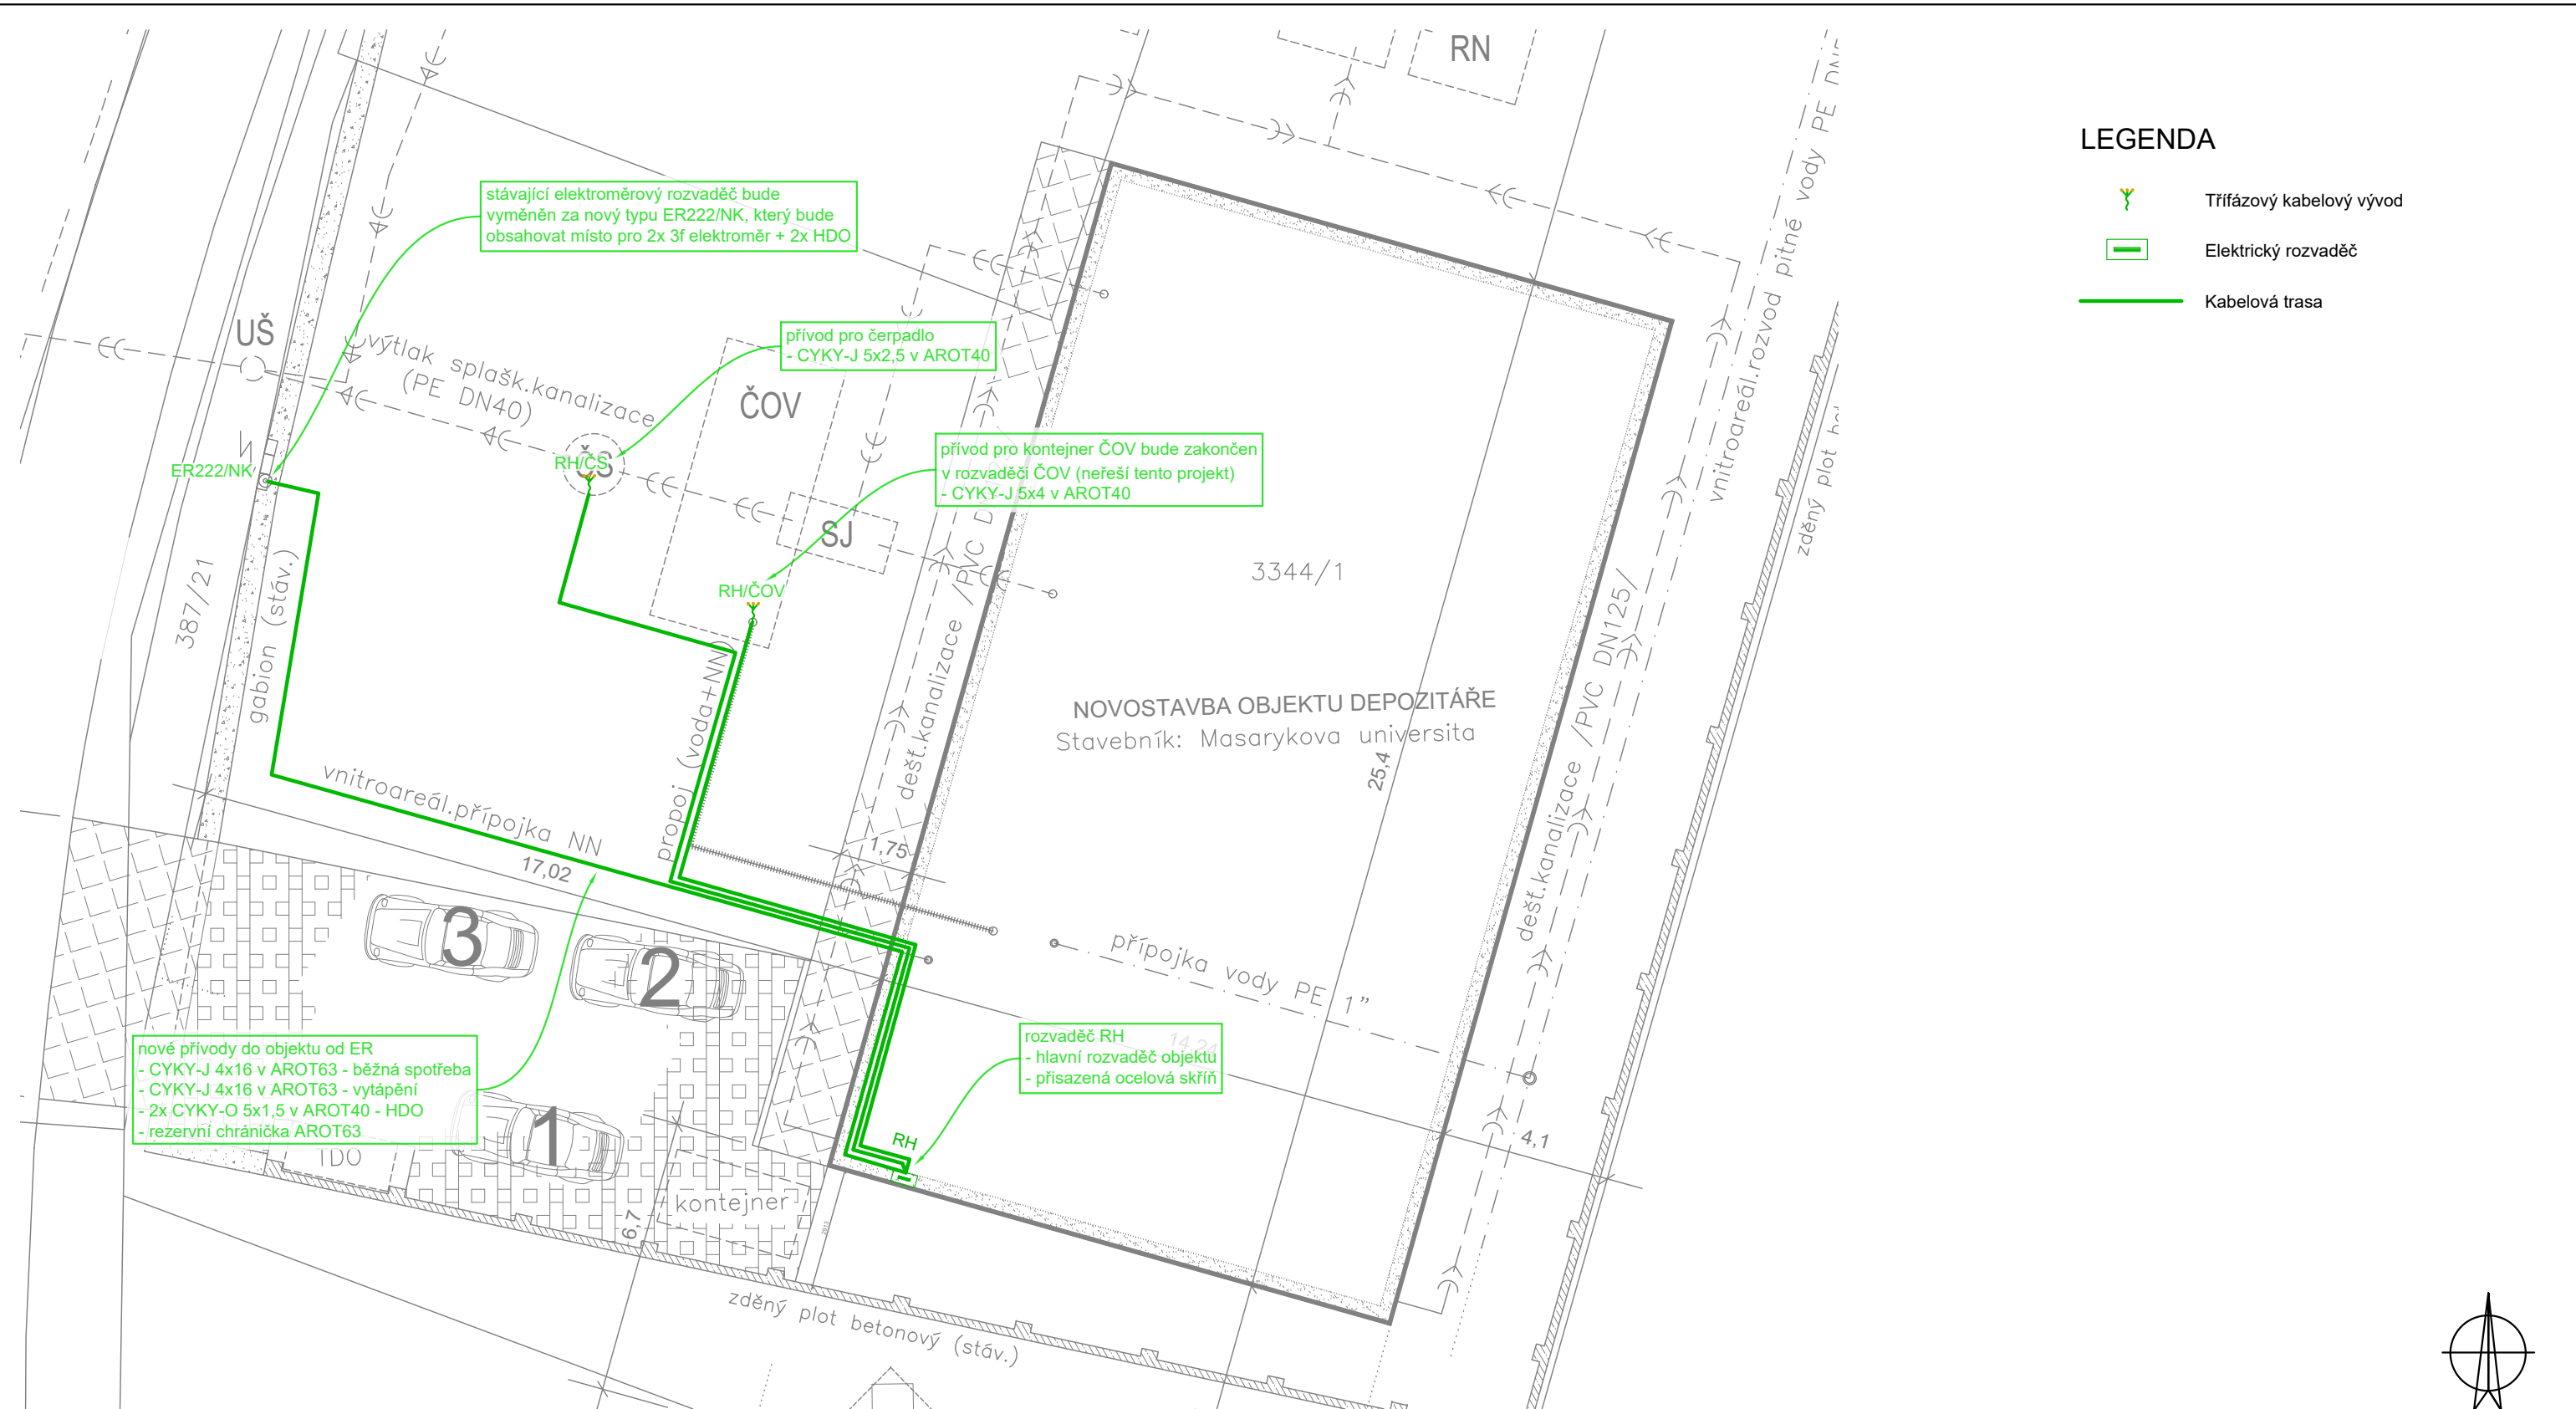 RN
LEGENDA
Třífázový kabelový vývod
Elektrický rozvaděč
Kabelová trasa
stávající elektroměrový rozvaděč bude
vyměněn za nový typu ER222/NK, který bude
obsahovat místo pro 2x 3f elektroměr + 2x HDO
vnitroareál.rozvod pitné vody PE
UŠ
výtlak splašk.kanalizace
(PE DN40)
přívod pro čerpadlo
- CYKY-J 5x2,5 v AROT40
ČOV
zděný plot
přívod pro kontejner ČOV bude zakončen
v rozvaděči ČOV (neřeší tento projekt)
- CYKY-J 5x4 v AROT40
ER222/NK
RH/ČS
ČS
SJ
RH/ČOV
3344/1
387/21
gabion (stáv.)
propoj (voda+NN)
dešť.kanalizace /PVC
dešť.kanalizace /PVC DN125/
NOVOSTAVBA OBJEKTU DEPOZITÁŘE
Stavebník: Masarykova universita
25,4
vnitroareál.přípojka NN
17,02
1,75
3
2
1
přípojka vody PE 1"
14,24
nové přívody do objektu od ER
- CYKY-J 4x16 v AROT63 - běžná spotřeba
- CYKY-J 4x16 v AROT63 - vytápění
- 2x CYKY-O 5x1,5 v AROT40 - HDO
- rezervní chránička AROT63
rozvaděč RH
- hlavní rozvaděč objektu
- přisazená ocelová skříň
RH
4,1
TDO
kontejner
6,7
zděný plot betonový (stáv.)